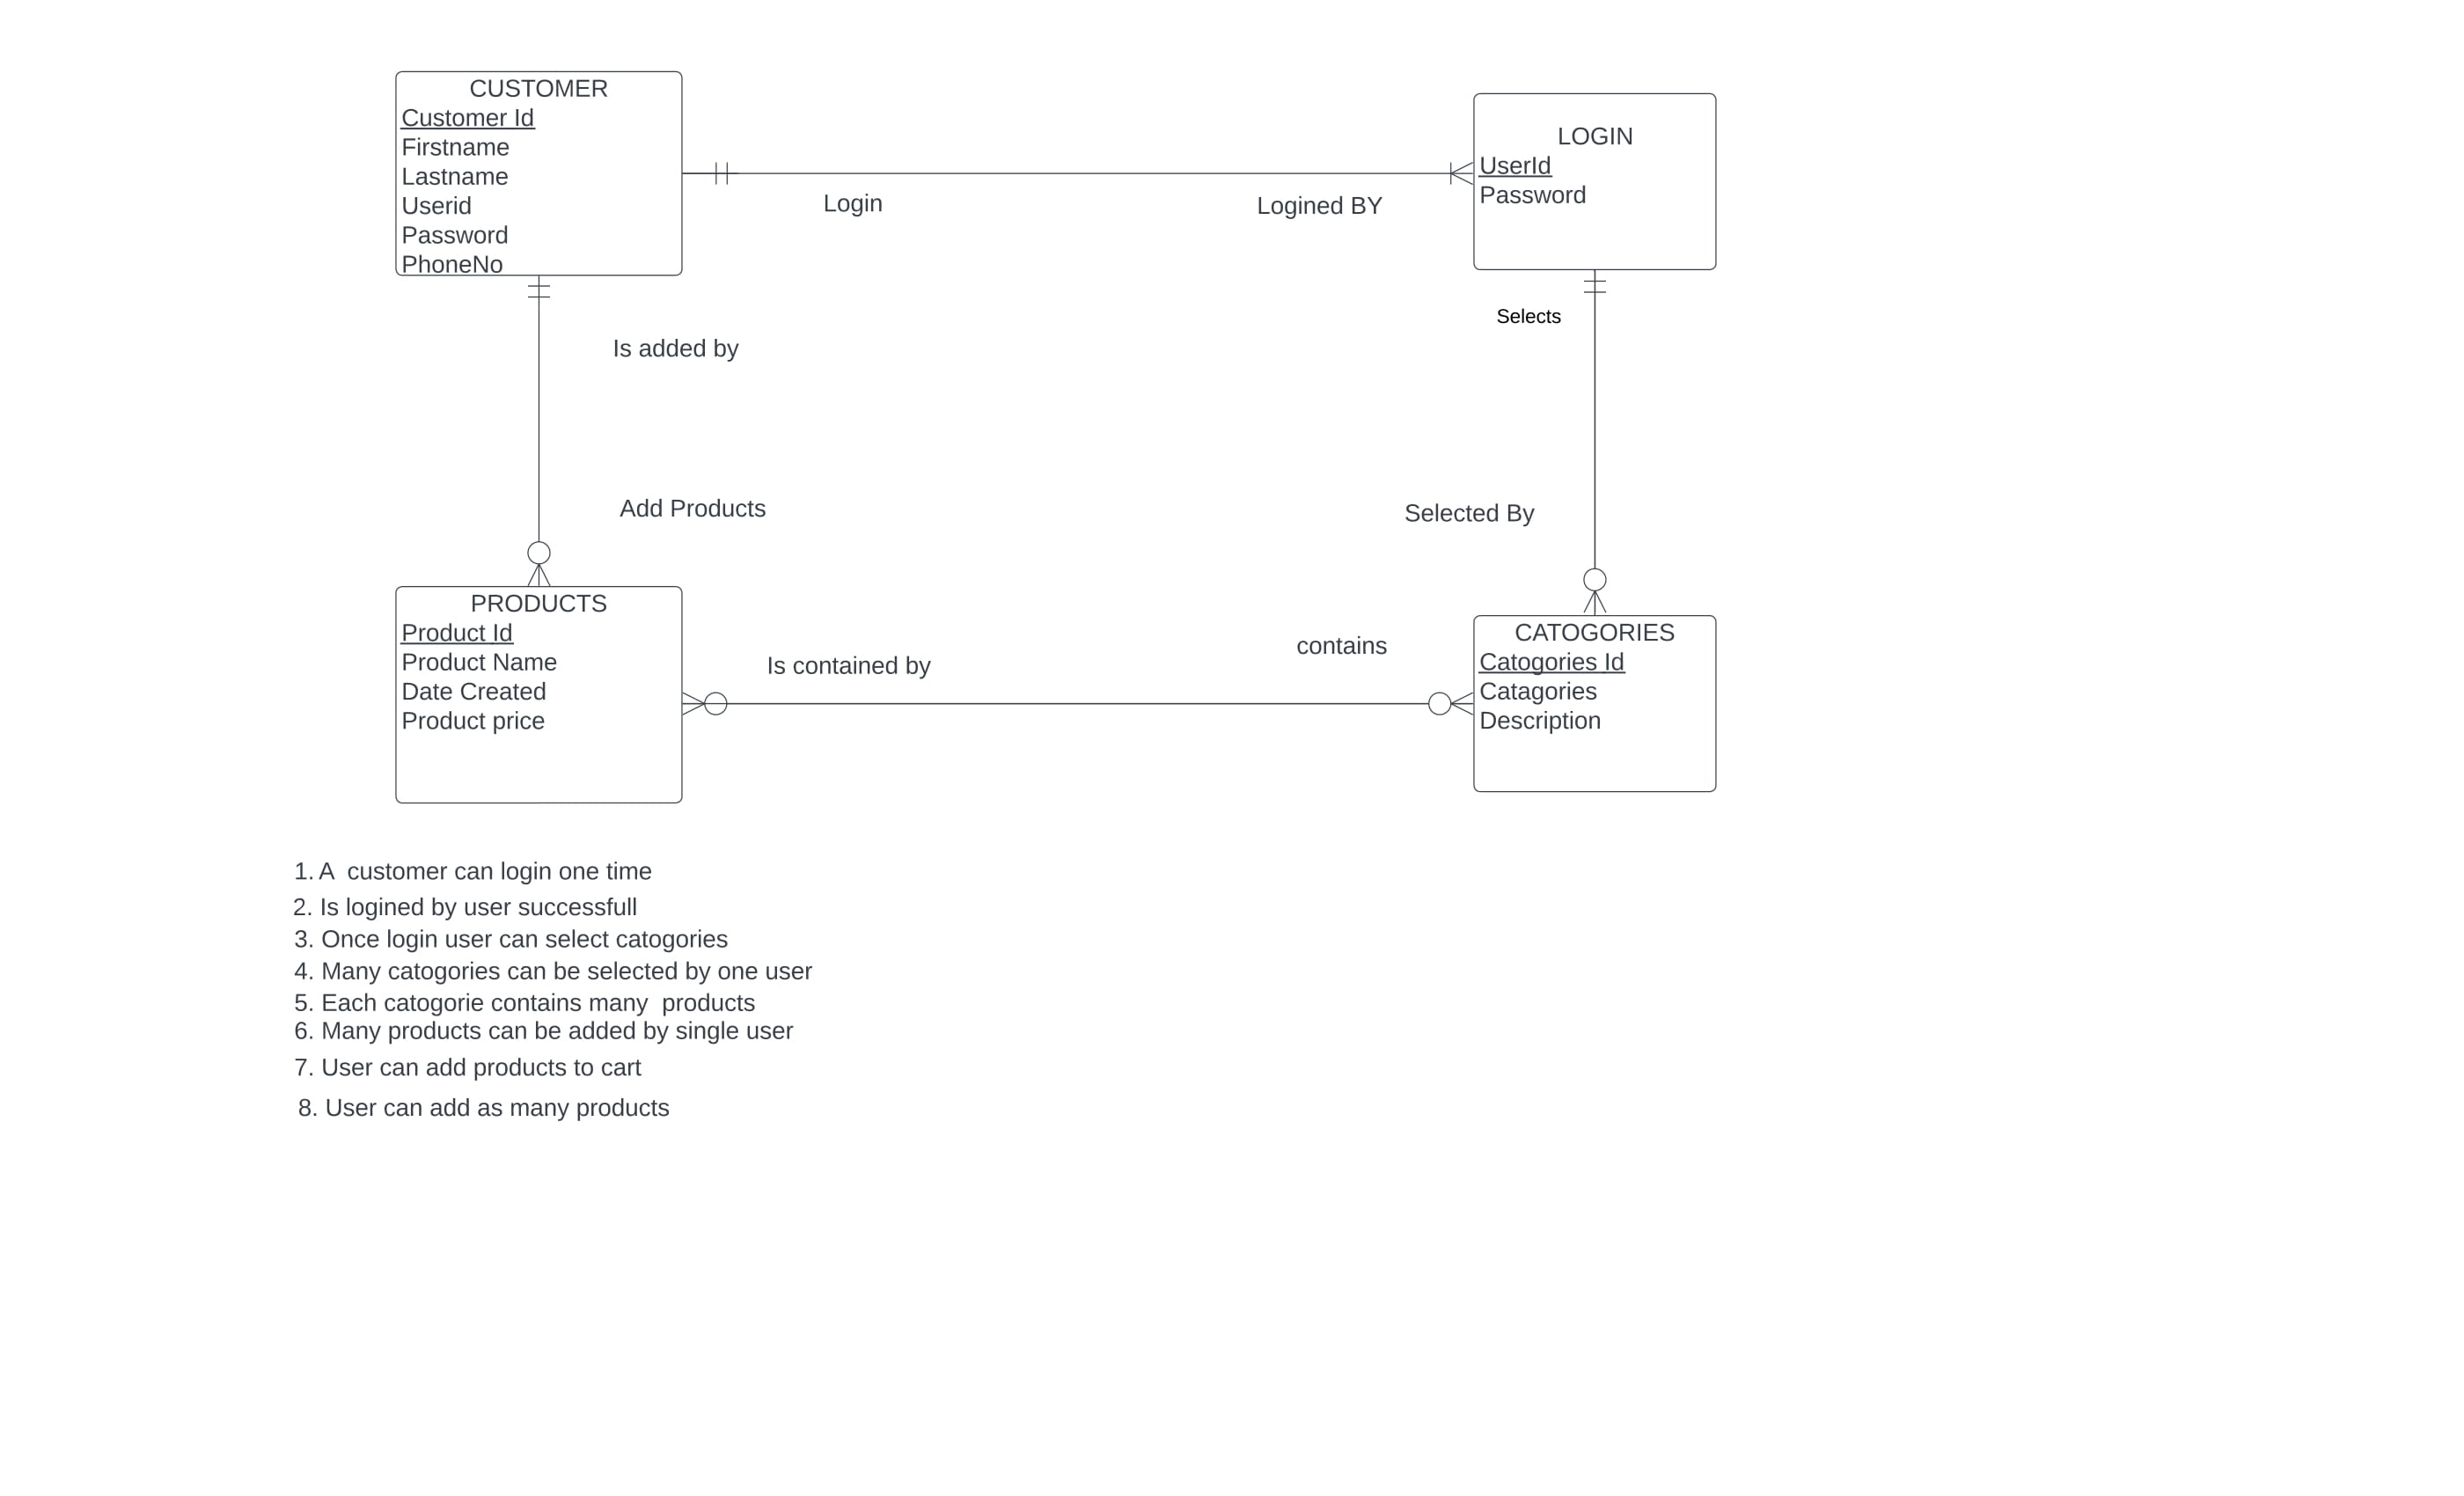 CUSTOMER
Customer Id
Firstname
Lastname
Userid
Password
PhoneNo
LOGIN
UserId
Password
Login
Logined BY
Is added by
Add Products
Selects
Selected By
PRODUCTS
Product Id
Product Name
Date Created
Product price
Is contained by
contains
CATOGORIES
Catogories Id
Catagories
Description
1. A  customer can login one time
2. Is logined by user successfull
3. Once login user can select catogories
4. Many catogories can be selected by one user
5. Each catogorie contains many  products
6. Many products can be added by single user
7. User can add products to cart
8. User can add as many products